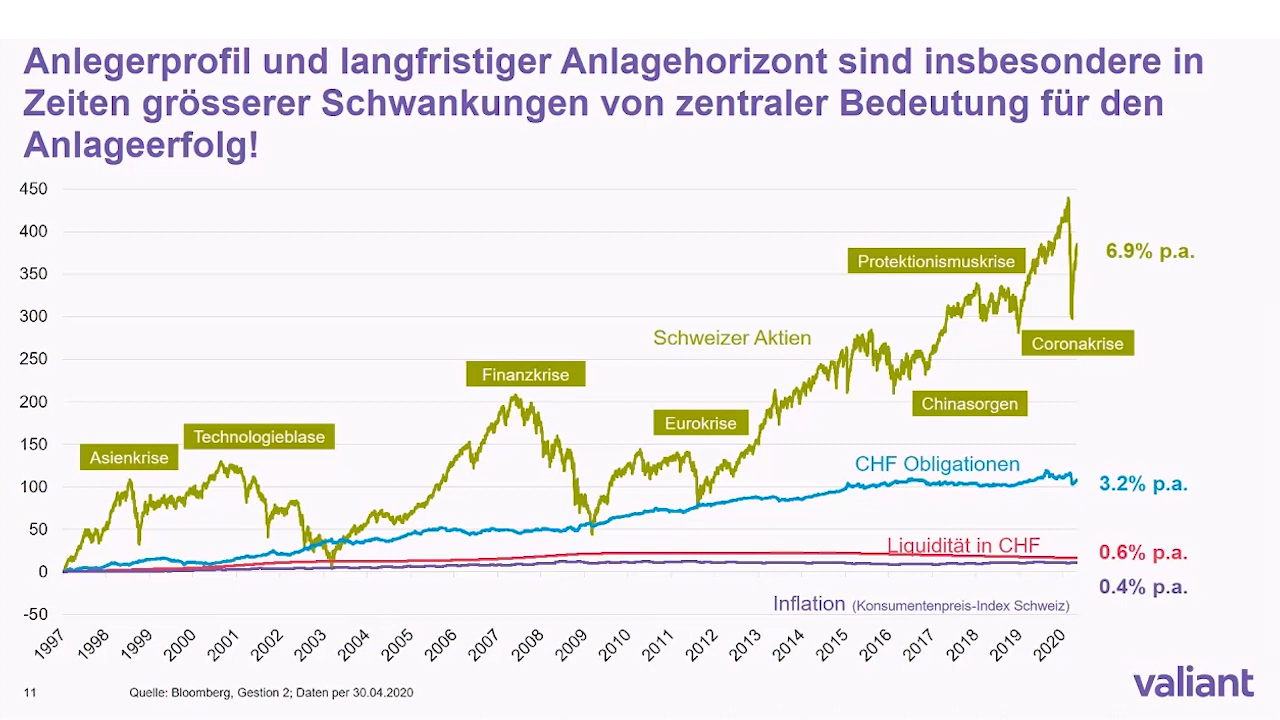 Anlegerprofil und langfristiger Anlagehorizont sind insbesondere in
Zeiten grösserer Schwankungen von zentraler Bedeutung für den
Anlageerfolg!
450
400
350
300
250
200
150
100
50
0
-50
Protektionismuskrise
6.9% p.a.
Schweizer Aktien
Coronakrise
Finanzkrise
Chinasorgen
Eurokrise
Technologieblase
Asienkrise
CHF Obligationen
3.2% p.a.
Liquidität in CHF
0.6% p.a.
0.4% p.a.
Inflation (Konsumentenpreis-Index Schweiz)
1997 1998 1999 2000 2001 2002 2003 2004 2005 2006 2007 2008 2009 2010 2011 2012 2013 2014 2015 2016 2017 2018 2019 2020
11 Quelle: Bloomberg, Gestion 2; Daten per 30.04.2020
valiant